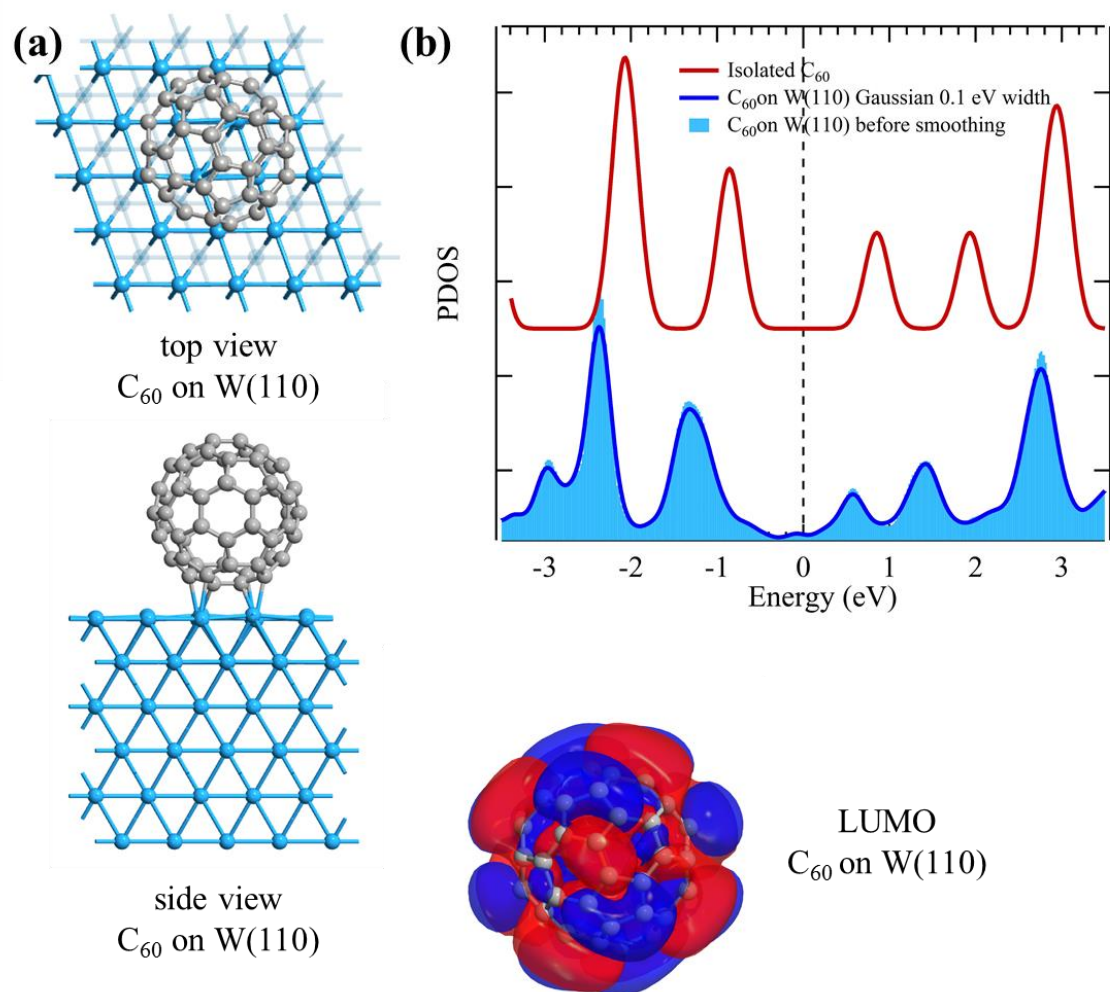 (a)
top view
C₆₀ on W(110)
side view
C₆₀ on W(110)
(b)
Isolated C₆₀
C₆₀on W(110) Gaussian 0.1 eV width
C₆₀on W(110) before smoothing
PDOS
-3 -2 -1 0 1 2 3
Energy (eV)
LUMO
C₆₀ on W(110)